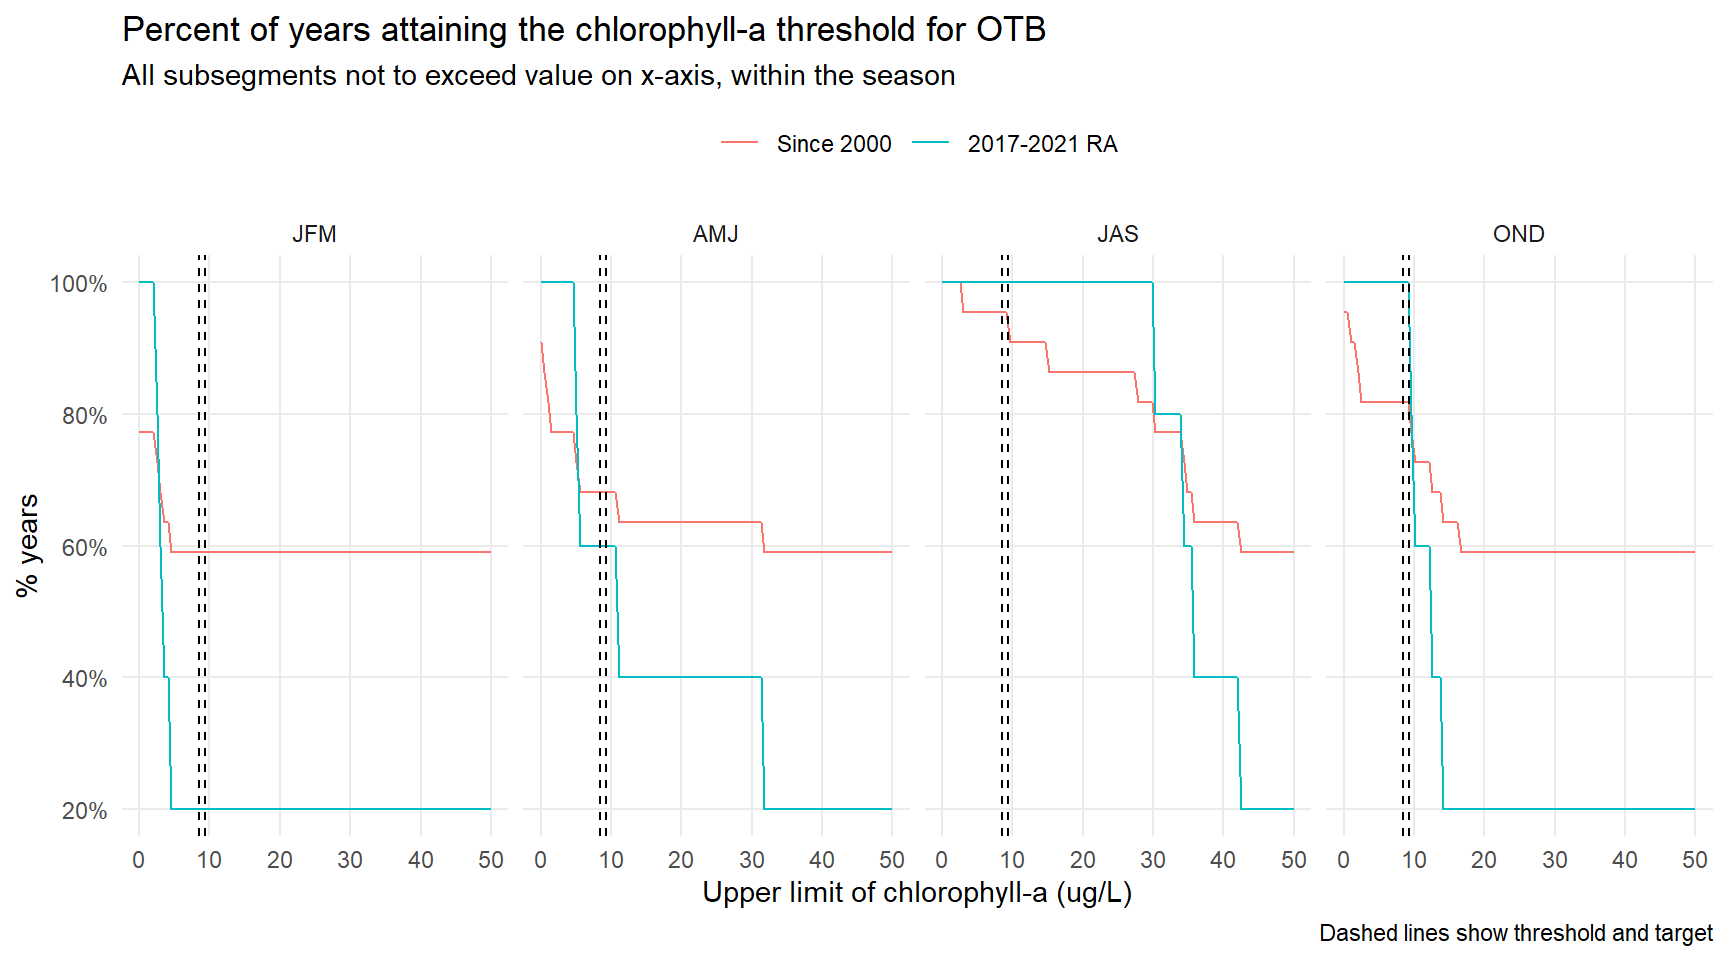 Percent of years attaining the chlorophyll-a threshold for OTB
All subsegments not to exceed value on x-axis, within the season
Since 2000 2017-2021 RA
JFM AMJ JAS OND
100%
80%
60%
40%
20%
% years
0 10 20 30 40 50 0 10 20 30 40 50 0 10 20 30 40 50 0 10 20 30 40 50
Upper limit of chlorophyll-a (ug/L)
Dashed lines show threshold and target